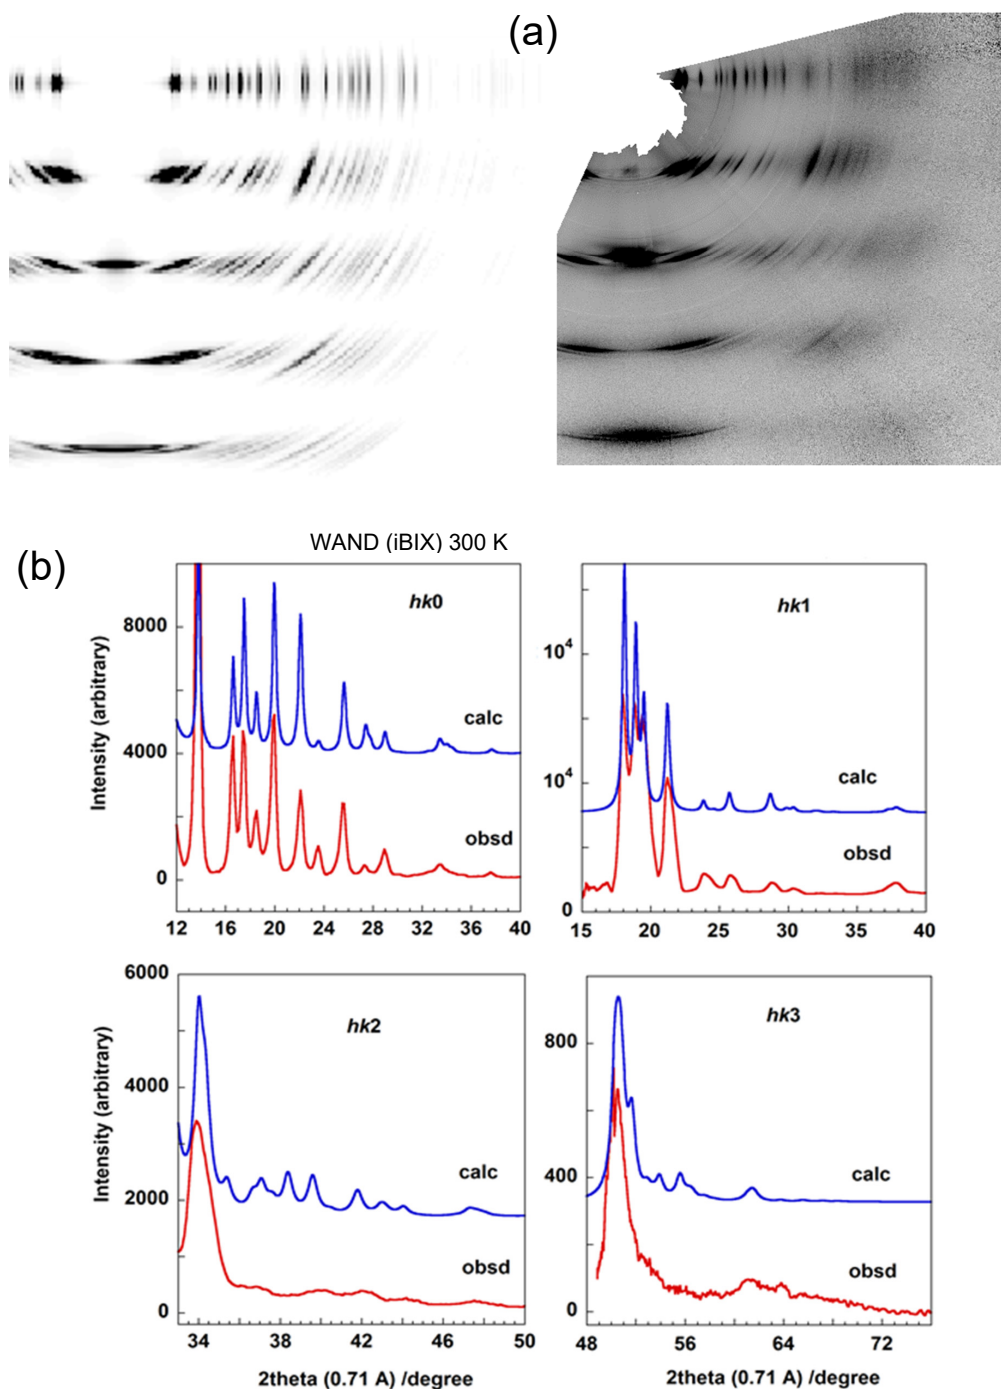 (a)
(b)
WAND (iBIX) 300 K
hk0
8000
4000
0
calc
obsd
Intensity (arbitrary)
12 16 20 24 28 32 36 40
hk1
10⁴
10⁴
0
calc
obsd
15 20 25 30 35 40
hk2
6000
4000
2000
0
calc
obsd
Intensity (arbitrary)
34 38 42 46 50
2theta (0.71 A) /degree
hk3
800
400
0
calc
obsd
48 56 64 72
2theta (0.71 A) /degree